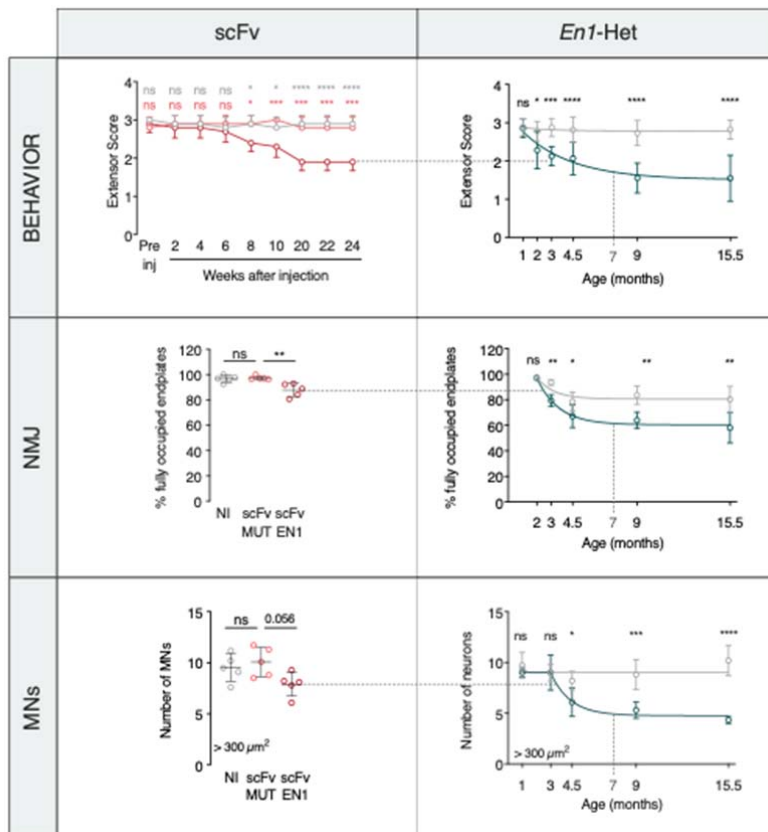 scFv
En1-Het
BEHAVIOR
Extensor Score
4
3
2
1
0
ns ns ns ns * * **** **** ****
ns ns ns ns * *** *** *** ***
Pre inj 2 4 6 8 10 20 22 24
Weeks after injection
Extensor Score
4
3
2
1
0
ns * *** **** **** ****
1 2 3 4.5 7 9 15.5
Age (months)
NMJ
% fully occupied endplates
120
100
80
60
40
20
0
ns **
NI scFv scFv
MUT EN1
% fully occupied endplates
120
100
80
60
40
20
0
ns ** * ** **
2 3 4.5 7 9 15.5
Age (months)
MNs
Number of MNs
15
10
5
0
ns 0.056
> 300 µm²
NI scFv scFv
MUT EN1
Number of neurons
15
10
5
0
ns ns * *** ****
> 300 µm²
1 3 4.5 7 9 15.5
Age (months)